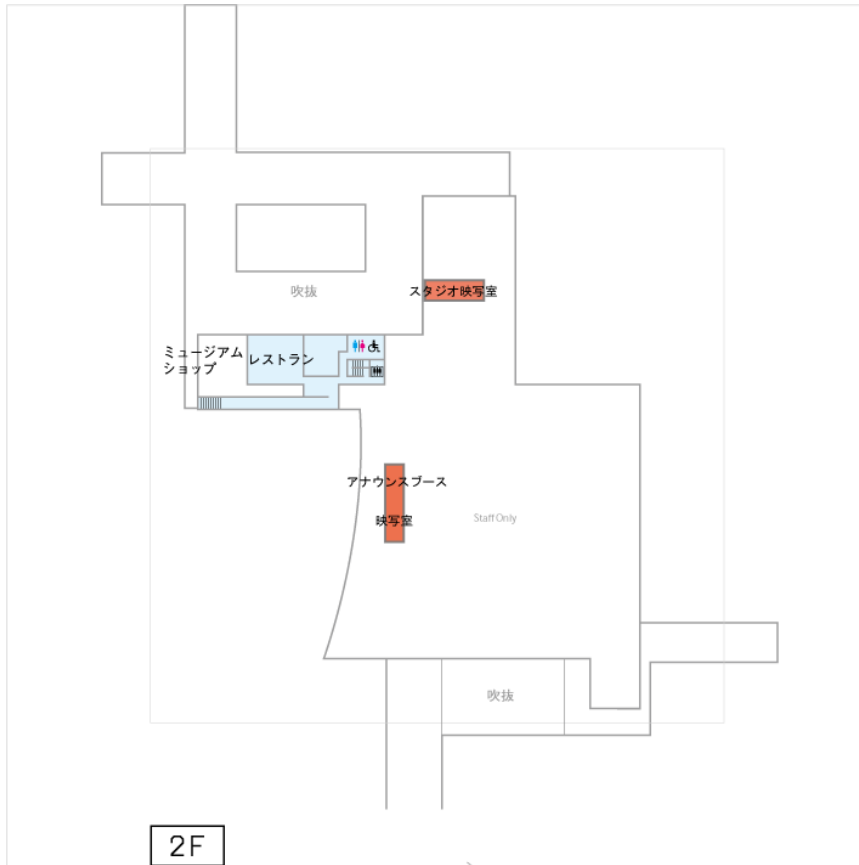 吹抜
スタジオ映写室
ミュージアム
ショップ
レストラン
アナウンスブース
映写室
Staff Only
吹抜
2F